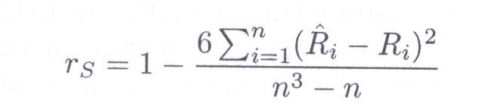 r_S = 1 - \frac{6 \sum_{i=1}^{n} (\hat{R}_i - R_i)^2}{n^3 - n}